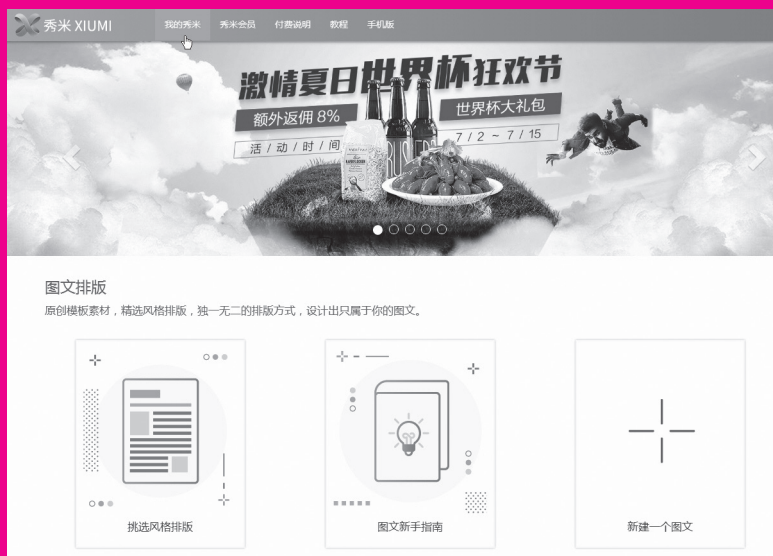 秀米 XIUMI 我的秀米 秀米会员 付费说明 教程 手机版
激情夏日世界杯狂欢节
额外返佣 8% 世界杯大礼包
活 / 动 / 时 / 间 7 / 2 ~ 7 / 15
图文排版
原创模板素材，精选风格排版，独一无二的排版方式，设计出只属于你的图文。
挑选风格排版 图文新手指南 新建一个图文